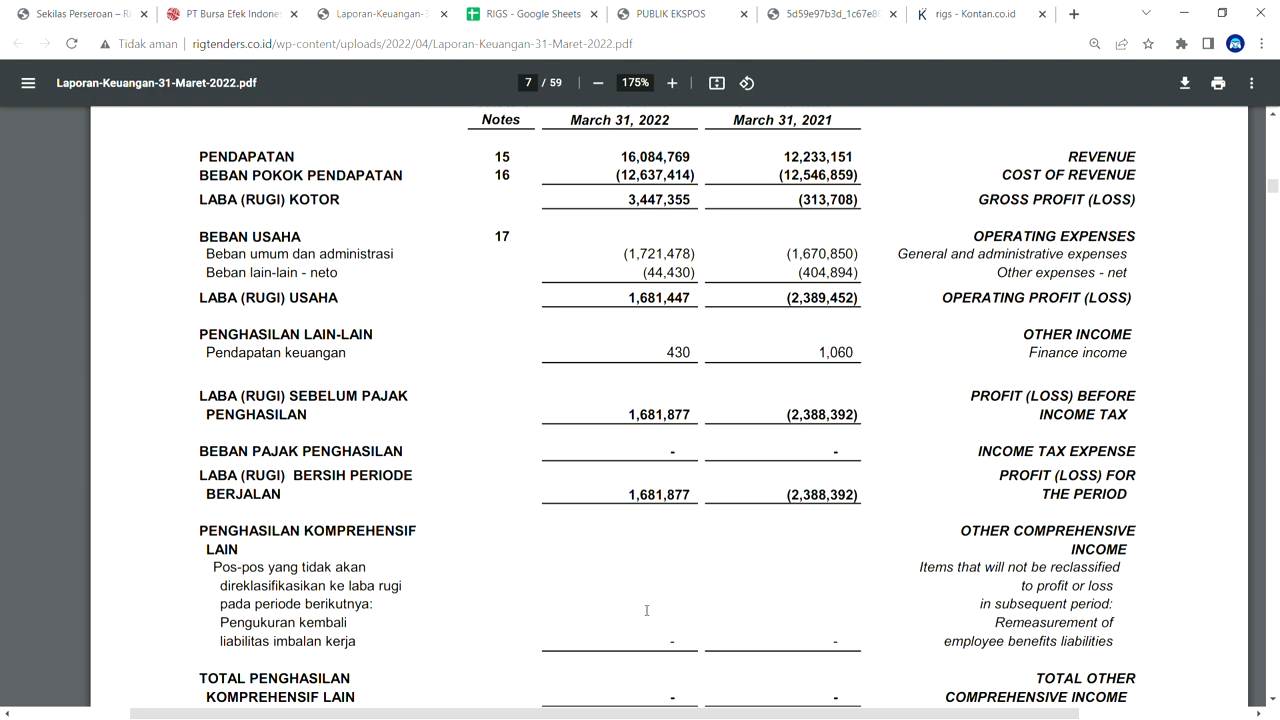 Sekilas Perseroan – Ri
PT Bursa Efek Indones
Laporan-Keuangan-3
RIGS - Google Sheets
PUBLIK EKSPOS
5d59e97b3d_1c67e8
rigs - Kontan.co.id
Tidak aman | rigtenders.co.id/wp-content/uploads/2022/04/Laporan-Keuangan-31-Maret-2022.pdf
Laporan-Keuangan-31-Maret-2022.pdf 7 / 59 175%
Notes March 31, 2022 March 31, 2021
PENDAPATAN 15 16,084,769 12,233,151 REVENUE
BEBAN POKOK PENDAPATAN 16 (12,637,414) (12,546,859) COST OF REVENUE
LABA (RUGI) KOTOR 3,447,355 (313,708) GROSS PROFIT (LOSS)
BEBAN USAHA 17 OPERATING EXPENSES
Beban umum dan administrasi (1,721,478) (1,670,850) General and administrative expenses
Beban lain-lain - neto (44,430) (404,894) Other expenses - net
LABA (RUGI) USAHA 1,681,447 (2,389,452) OPERATING PROFIT (LOSS)
PENGHASILAN LAIN-LAIN OTHER INCOME
Pendapatan keuangan 430 1,060 Finance income
LABA (RUGI) SEBELUM PAJAK PROFIT (LOSS) BEFORE
PENGHASILAN 1,681,877 (2,388,392) INCOME TAX
BEBAN PAJAK PENGHASILAN - - INCOME TAX EXPENSE
LABA (RUGI) BERSIH PERIODE PROFIT (LOSS) FOR
BERJALAN 1,681,877 (2,388,392) THE PERIOD
PENGHASILAN KOMPREHENSIF OTHER COMPREHENSIVE
LAIN INCOME
Pos-pos yang tidak akan Items that will not be reclassified
direklasifikasikan ke laba rugi to profit or loss
pada periode berikutnya: in subsequent period:
Pengukuran kembali Remeasurement of
liabilitas imbalan kerja - - employee benefits liabilities
TOTAL PENGHASILAN TOTAL OTHER
KOMPREHENSIF LAIN - - COMPREHENSIVE INCOME